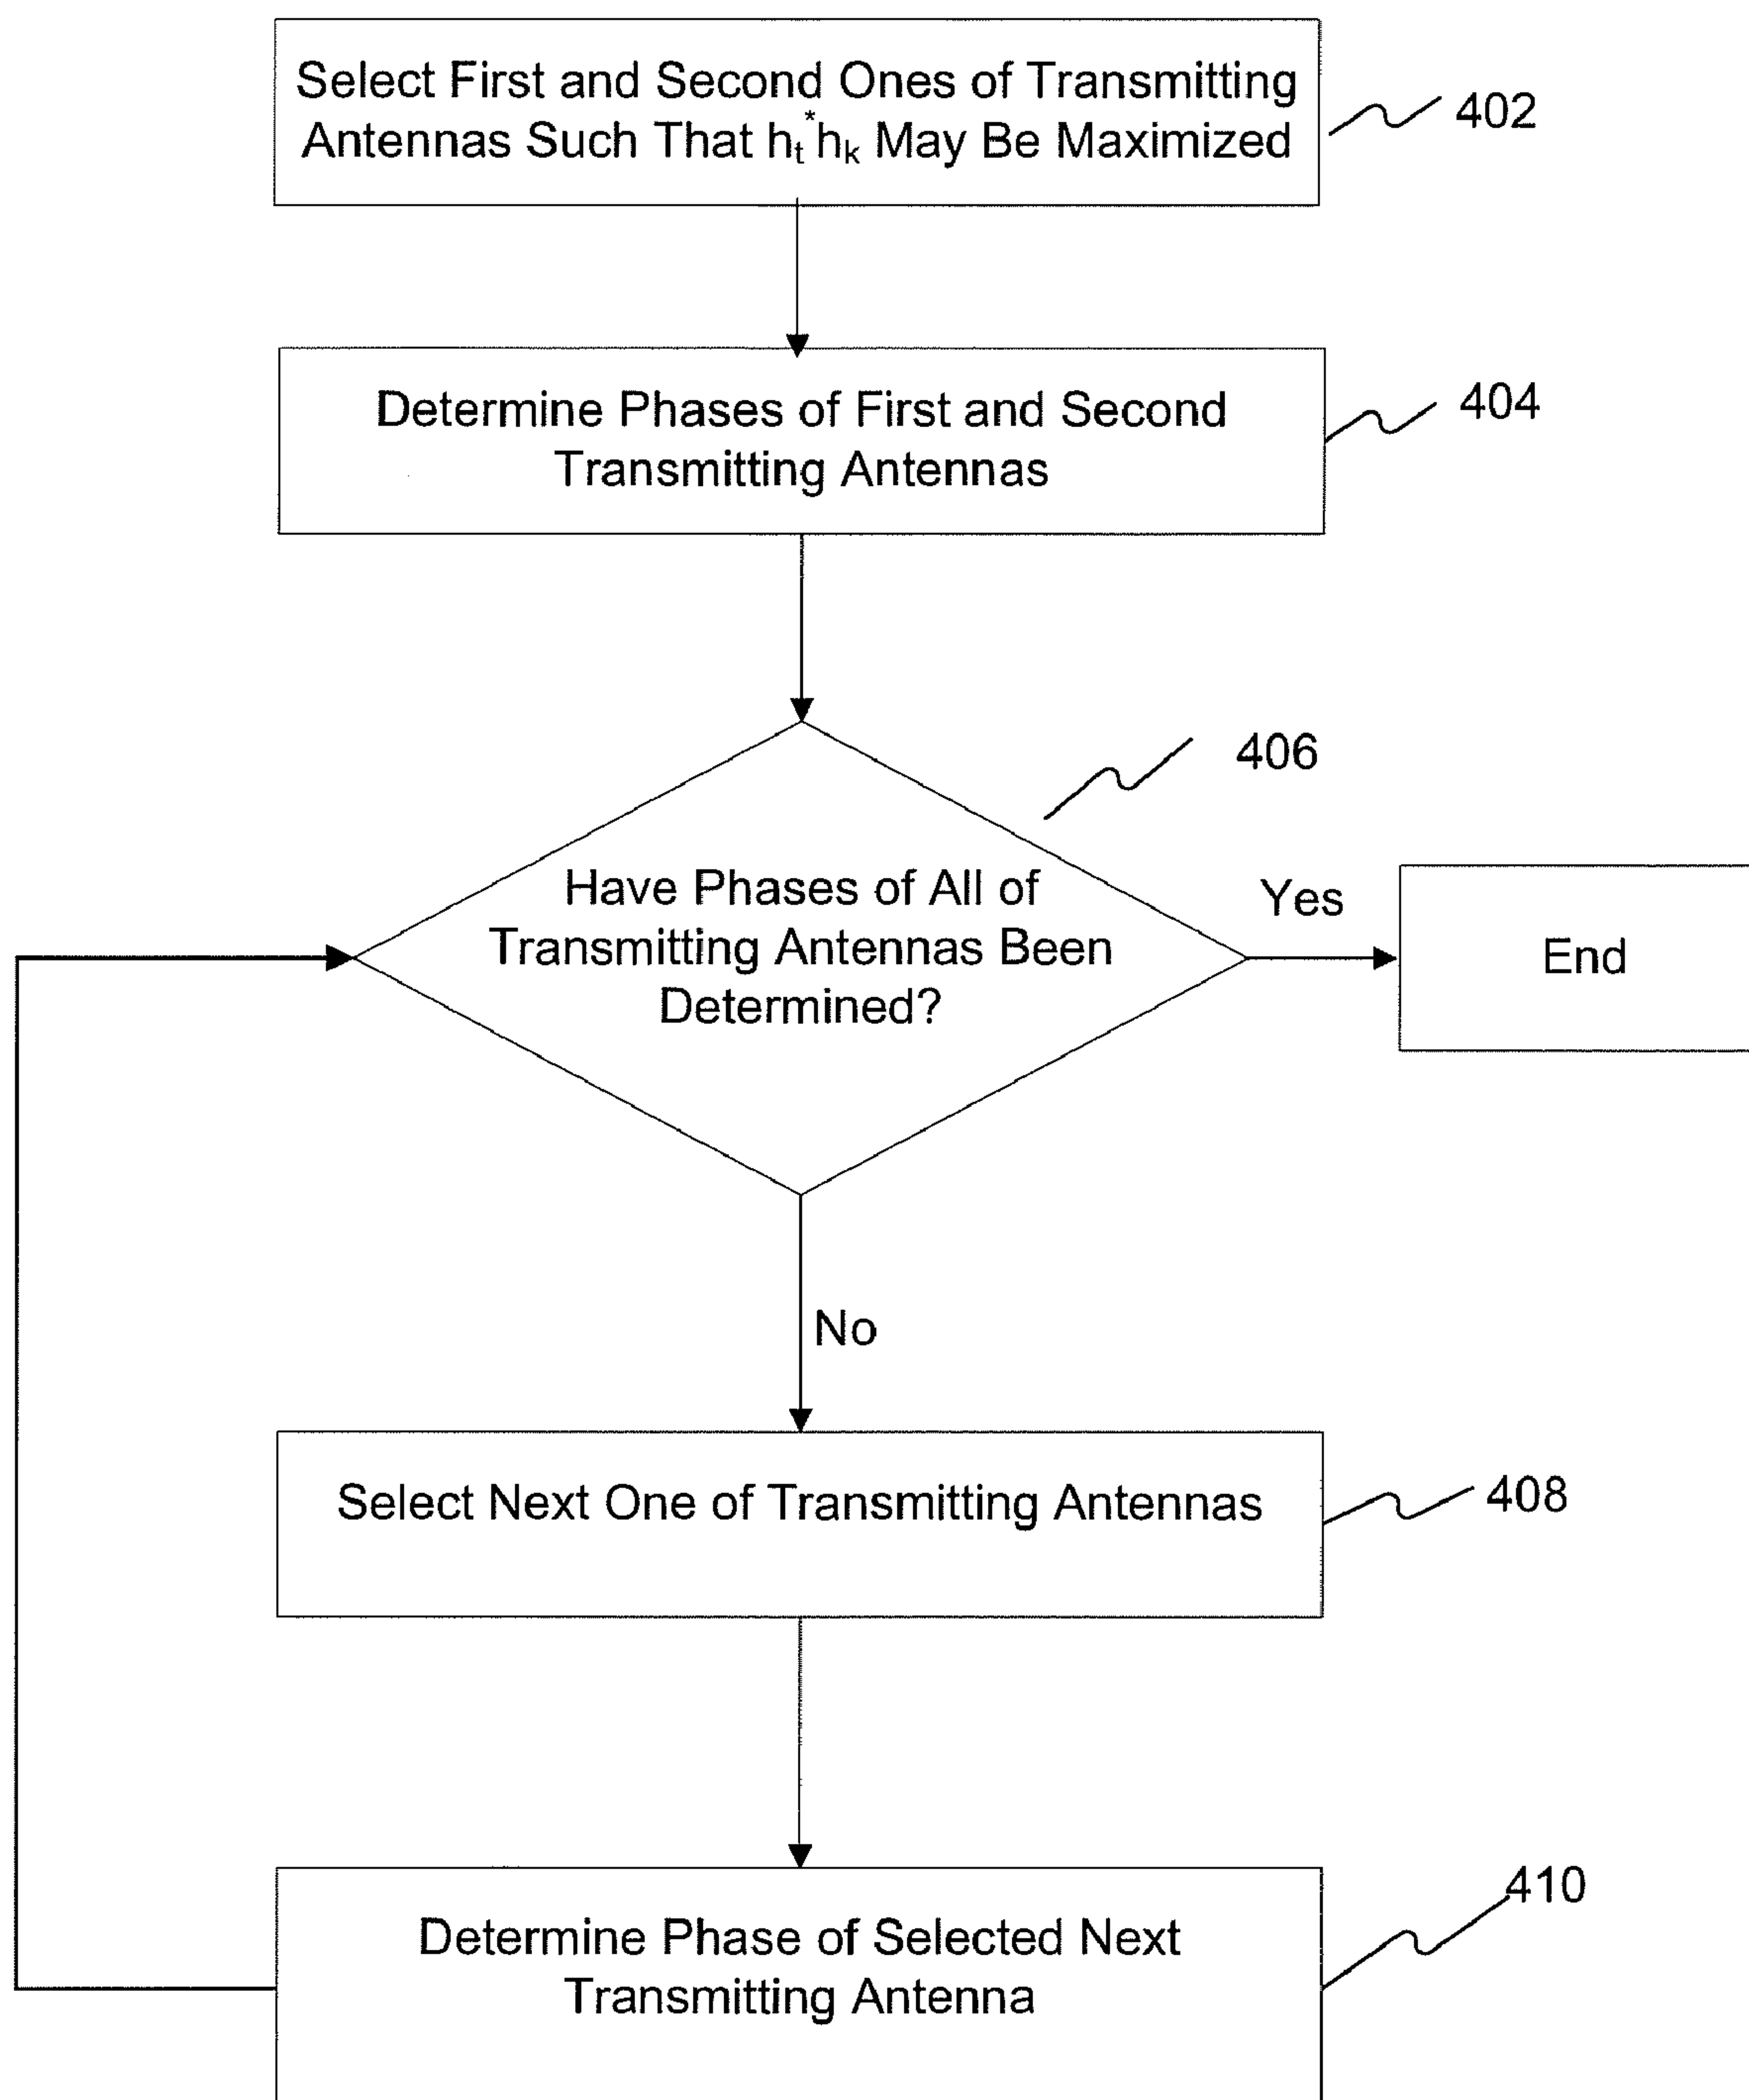 Select First and Second Ones of Transmitting
Antennas Such That hₜ*hₖ May Be Maximized
402
Determine Phases of First and Second
Transmitting Antennas
404
406
Have Phases of All of
Transmitting Antennas Been
Determined?
Yes
End
No
Select Next One of Transmitting Antennas
408
410
Determine Phase of Selected Next
Transmitting Antenna